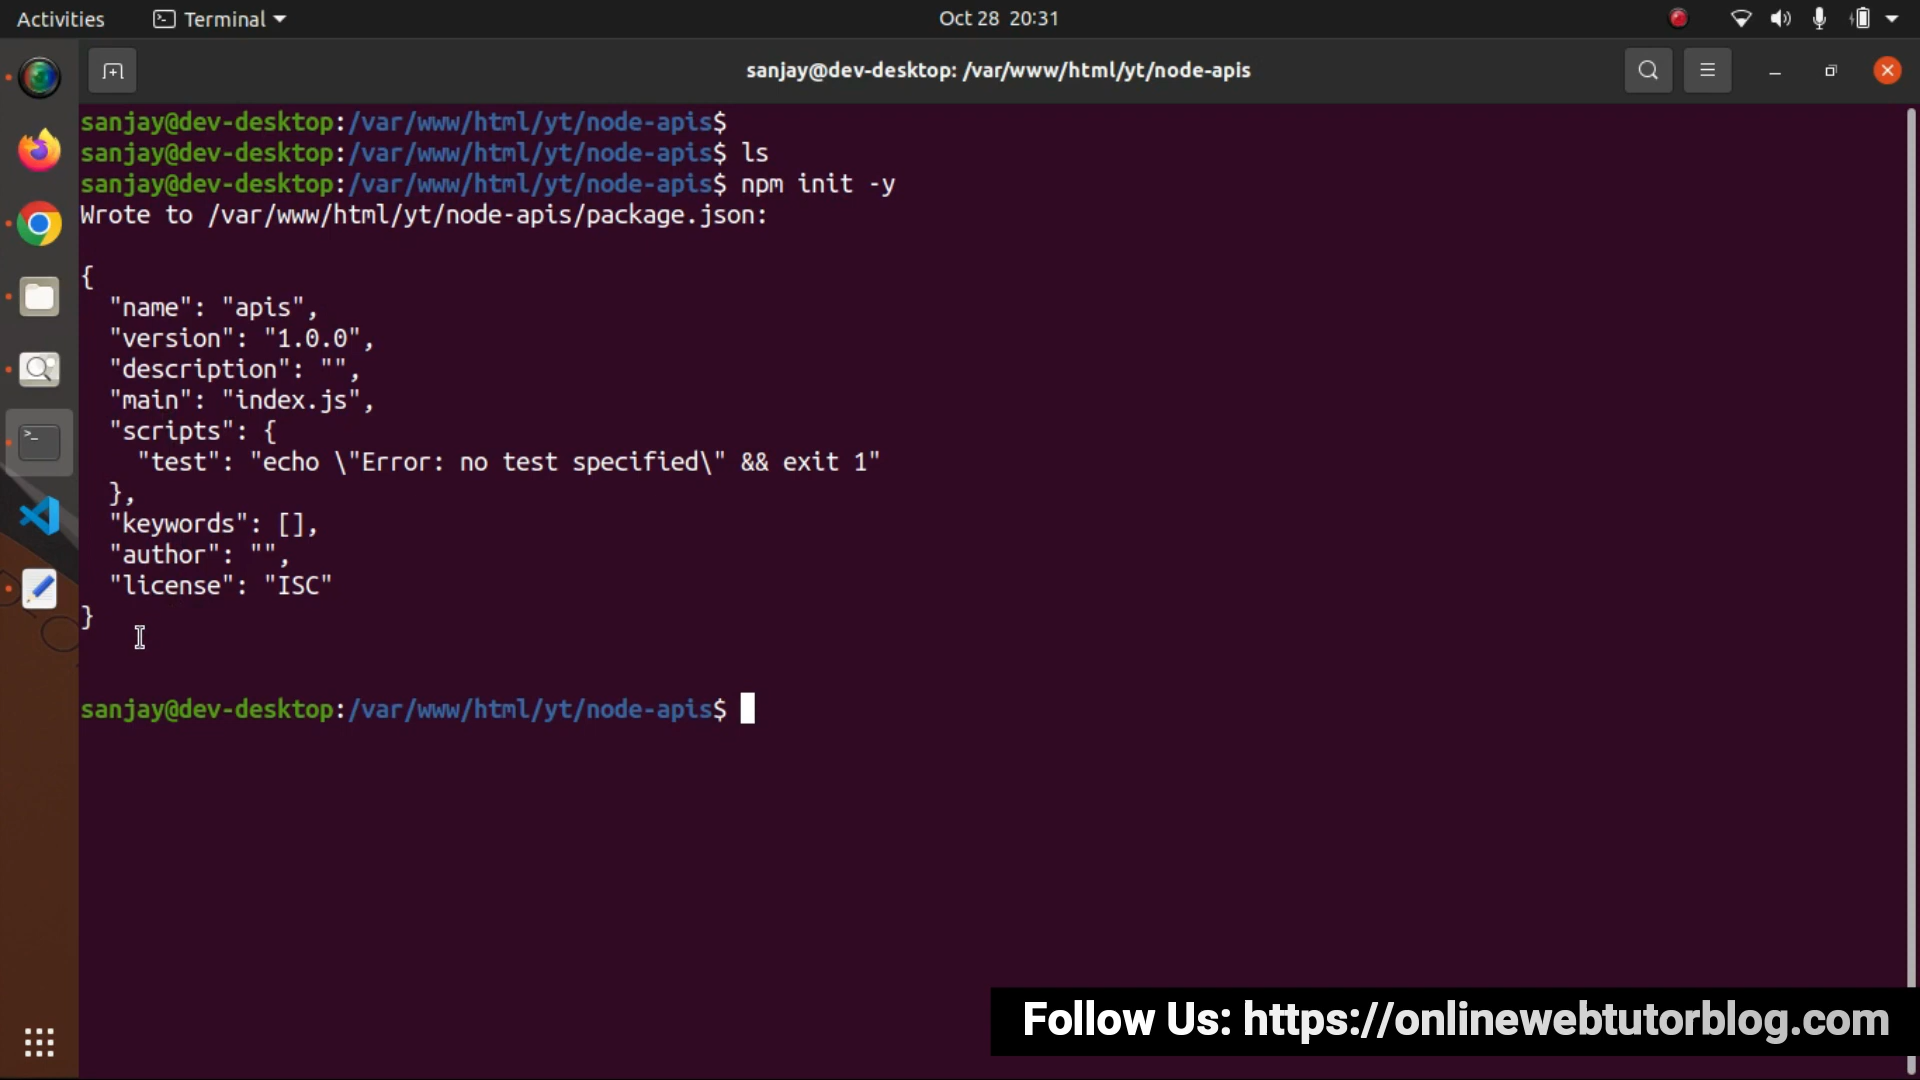 Activities
Terminal
Oct 28 20:31
sanjay@dev-desktop: /var/www/html/yt/node-apis
sanjay@dev-desktop:/var/www/html/yt/node-apis$
sanjay@dev-desktop:/var/www/html/yt/node-apis$ ls
sanjay@dev-desktop:/var/www/html/yt/node-apis$ npm init -y
Wrote to /var/www/html/yt/node-apis/package.json:
{
  "name": "apis",
  "version": "1.0.0",
  "description": "",
  "main": "index.js",
  "scripts": {
    "test": "echo \"Error: no test specified\" && exit 1"
  },
  "keywords": [],
  "author": "",
  "license": "ISC"
}
sanjay@dev-desktop:/var/www/html/yt/node-apis$
Follow Us: https://onlinewebtutorblog.com